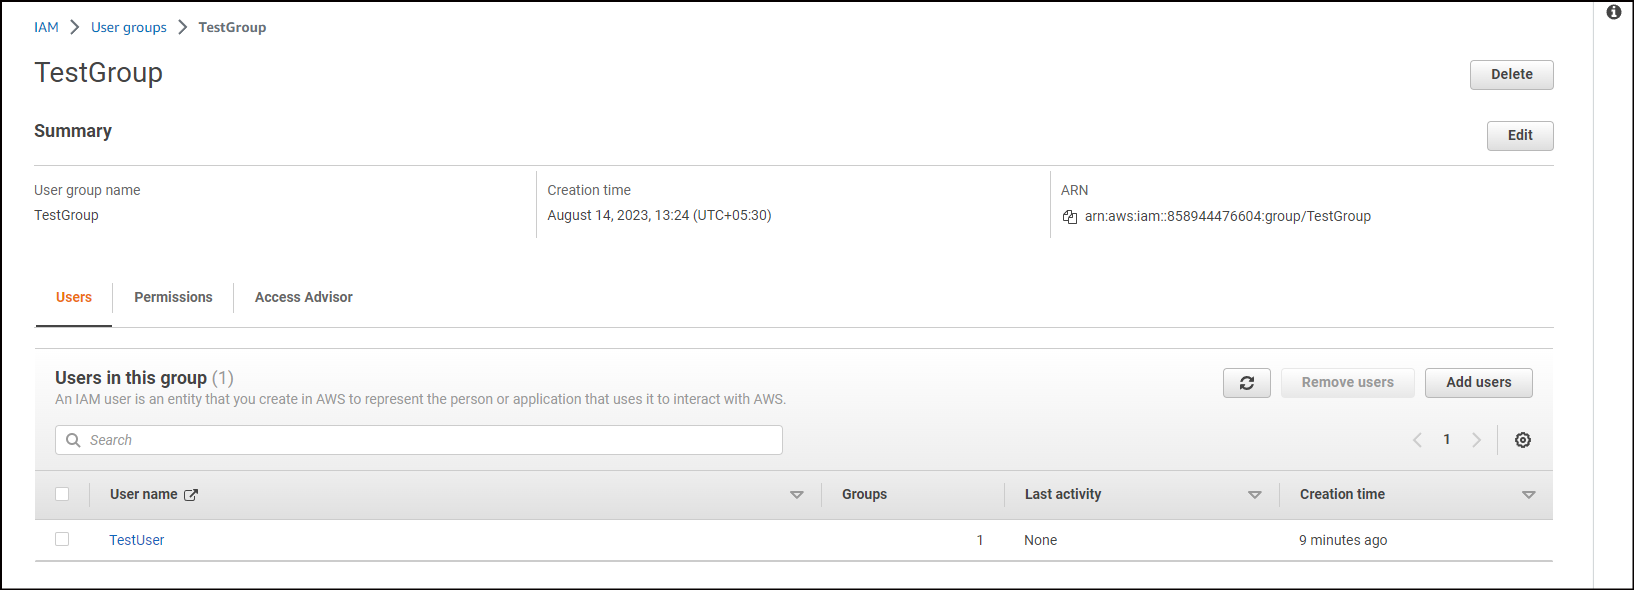 IAM > User groups > TestGroup
TestGroup
Delete
Summary
Edit
User group name
TestGroup
Creation time
August 14, 2023, 13:24 (UTC+05:30)
ARN
arn:aws:iam::858944476604:group/TestGroup
Users
Permissions
Access Advisor
Users in this group (1)
An IAM user is an entity that you create in AWS to represent the person or application that uses it to interact with AWS.
Remove users
Add users
Search
1
User name
Groups
Last activity
Creation time
TestUser
1
None
9 minutes ago